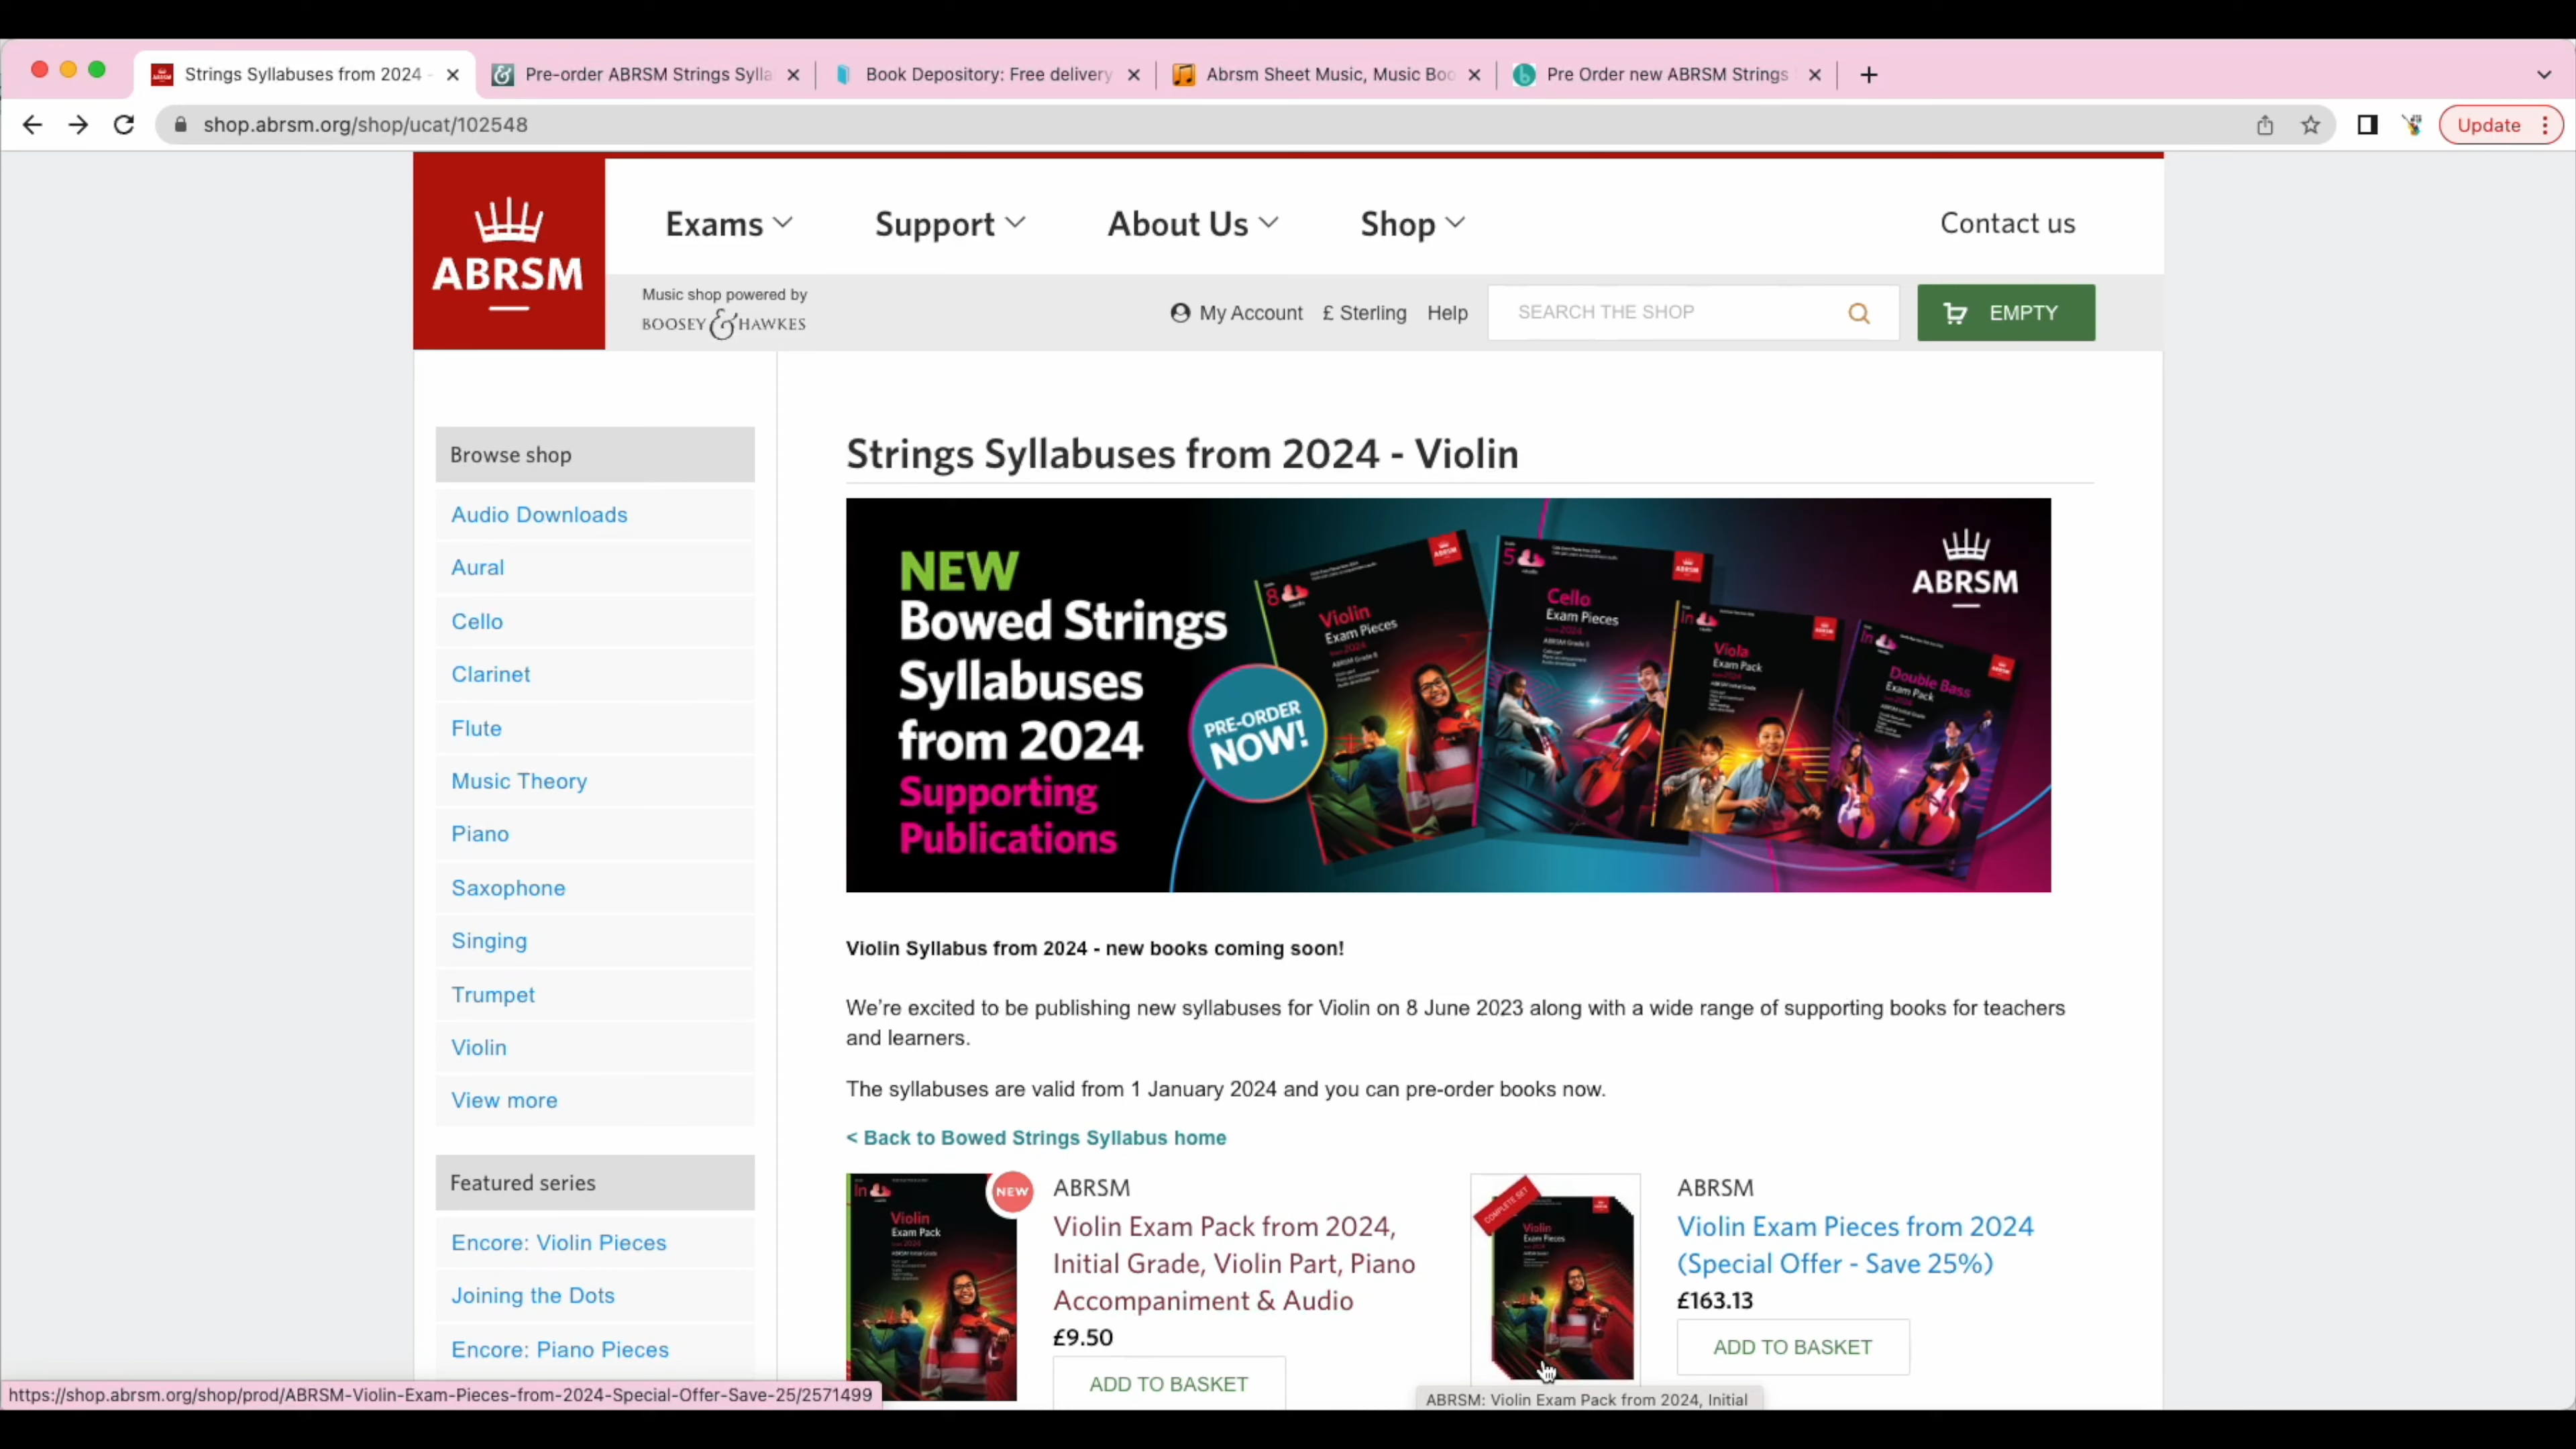 Strings Syllabuses from 2024 -
Pre-order ABRSM Strings Sylla
Book Depository: Free delivery
Abrsm Sheet Music, Music Boo
Pre Order new ABRSM Strings
shop.abrsm.org/shop/ucat/102548
Update
ABRSM
Exams
Support
About Us
Shop
Contact us
Music shop powered by
BOOSEY & HAWKES
My Account
£ Sterling
Help
SEARCH THE SHOP
EMPTY
Browse shop
Audio Downloads
Aural
Cello
Clarinet
Flute
Music Theory
Piano
Saxophone
Singing
Trumpet
Violin
View more
Featured series
Encore: Violin Pieces
Joining the Dots
Encore: Piano Pieces
Strings Syllabuses from 2024 - Violin
NEW
Bowed Strings
Syllabuses
from 2024
Supporting
Publications
PRE-ORDER
NOW!
8
Violin
Exam Pieces
ABRSM
5
Cello
Exam Pieces
ABRSM
In
Viola
Exam Pack
In
Double Bass
Exam Pack
ABRSM
Violin Syllabus from 2024 - new books coming soon!
We're excited to be publishing new syllabuses for Violin on 8 June 2023 along with a wide range of supporting books for teachers
and learners.
The syllabuses are valid from 1 January 2024 and you can pre-order books now.
< Back to Bowed Strings Syllabus home
In
Violin
Exam Pack
NEW
ABRSM
Violin Exam Pack from 2024,
Initial Grade, Violin Part, Piano
Accompaniment & Audio
£9.50
ADD TO BASKET
COMPLETE SET
Violin
Exam Pieces
ABRSM
Violin Exam Pieces from 2024
(Special Offer - Save 25%)
£163.13
ADD TO BASKET
ABRSM: Violin Exam Pack from 2024, Initial
https://shop.abrsm.org/shop/prod/ABRSM-Violin-Exam-Pieces-from-2024-Special-Offer-Save-25/2571499